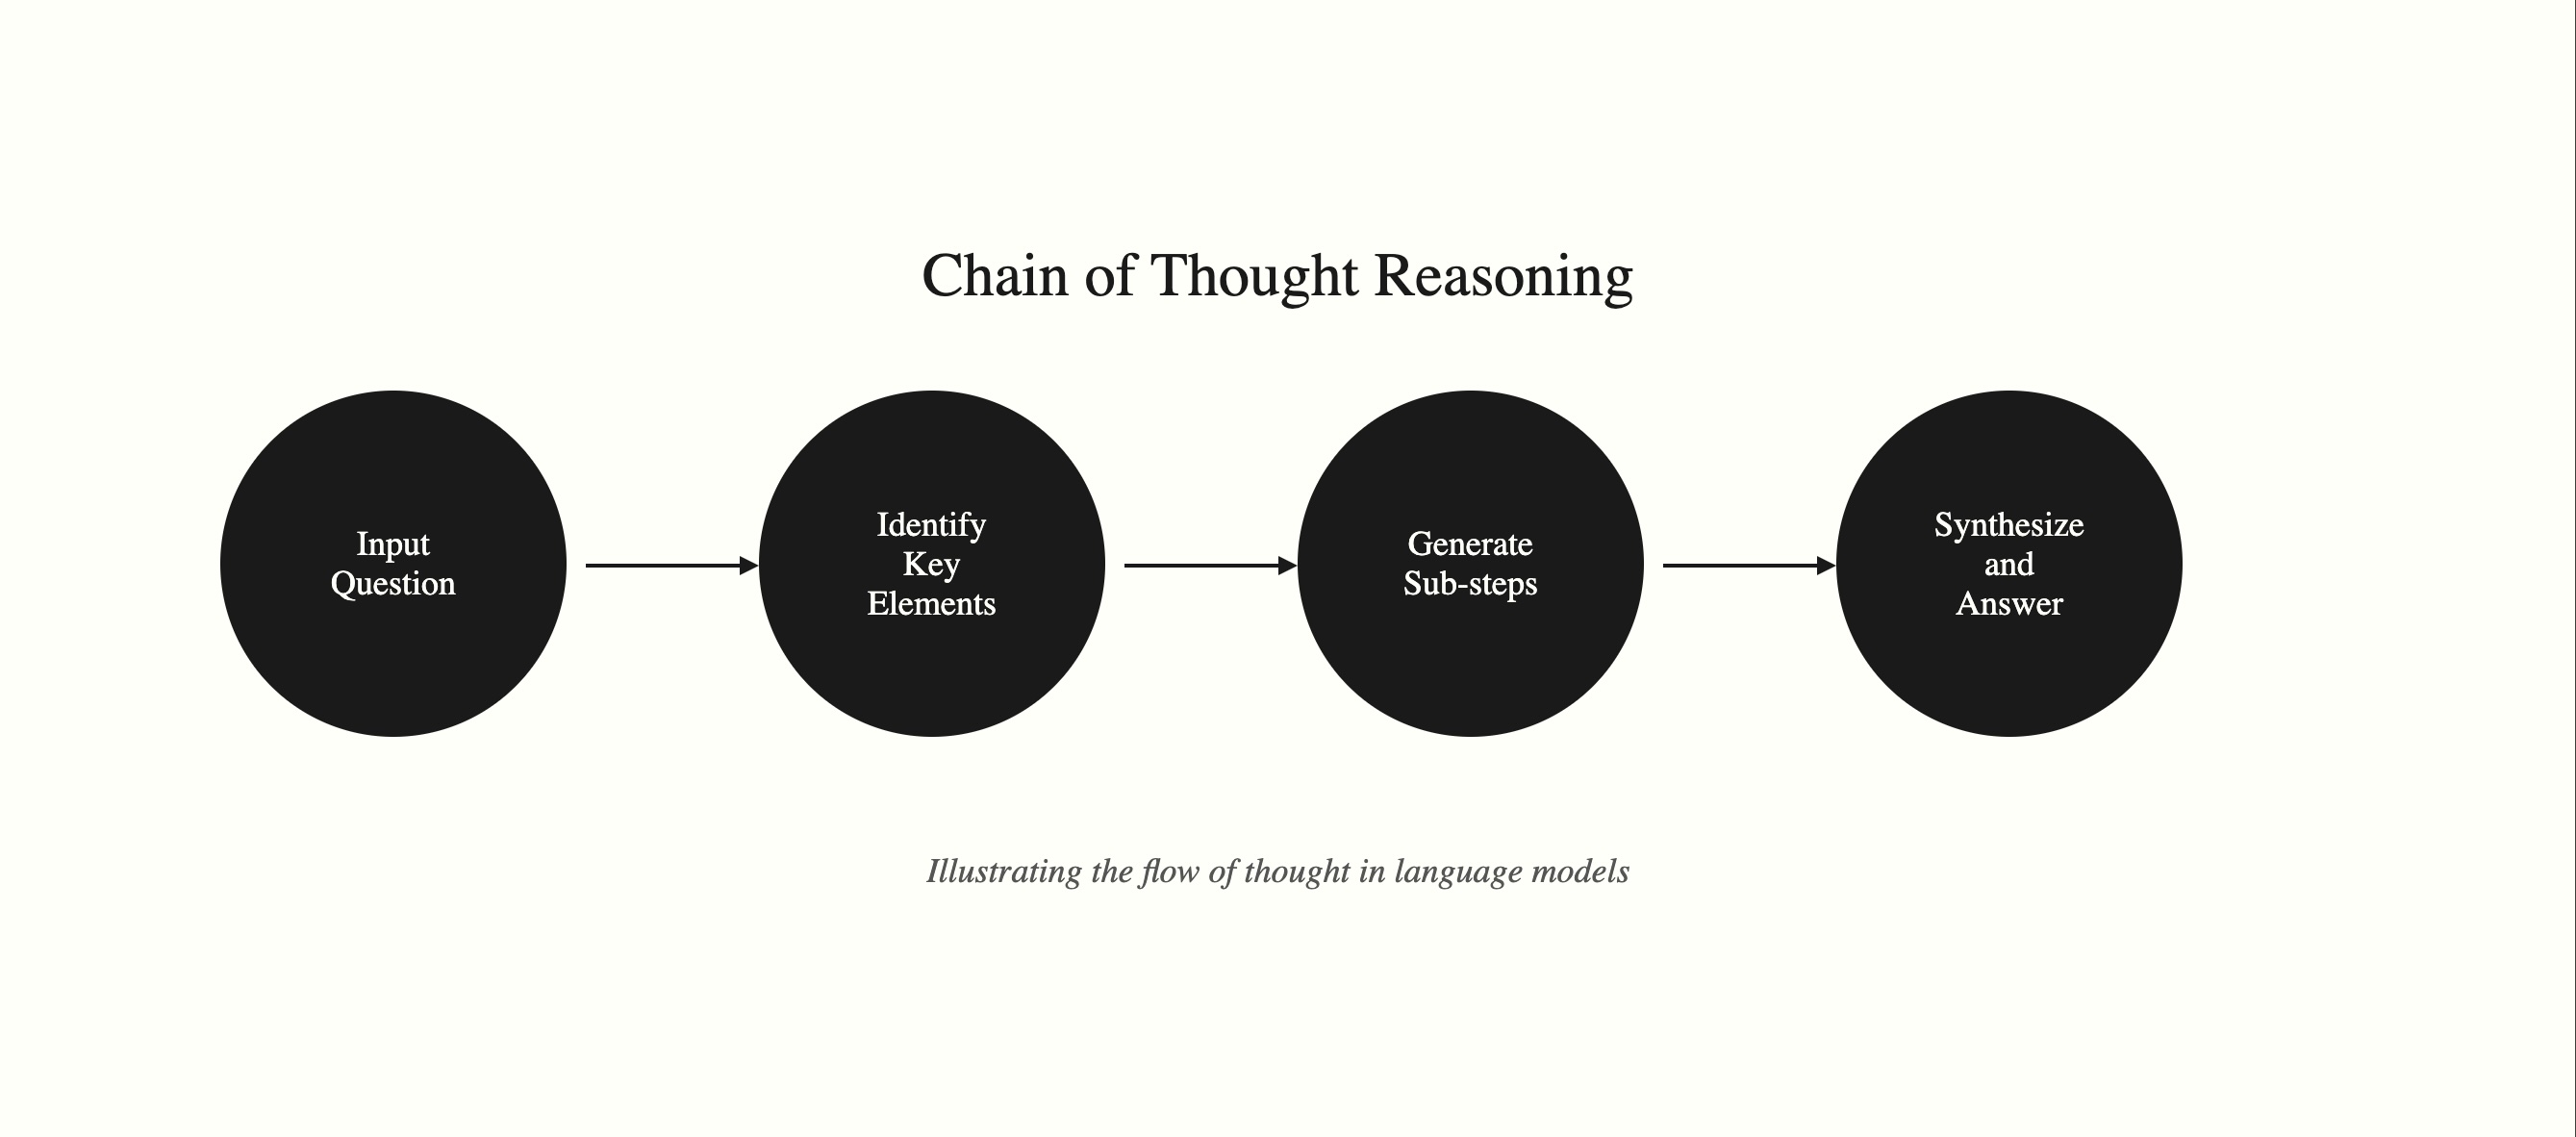 Chain of Thought Reasoning
Input
Question
Identify
Key
Elements
Generate
Sub-steps
Synthesize
and
Answer
Illustrating the flow of thought in language models